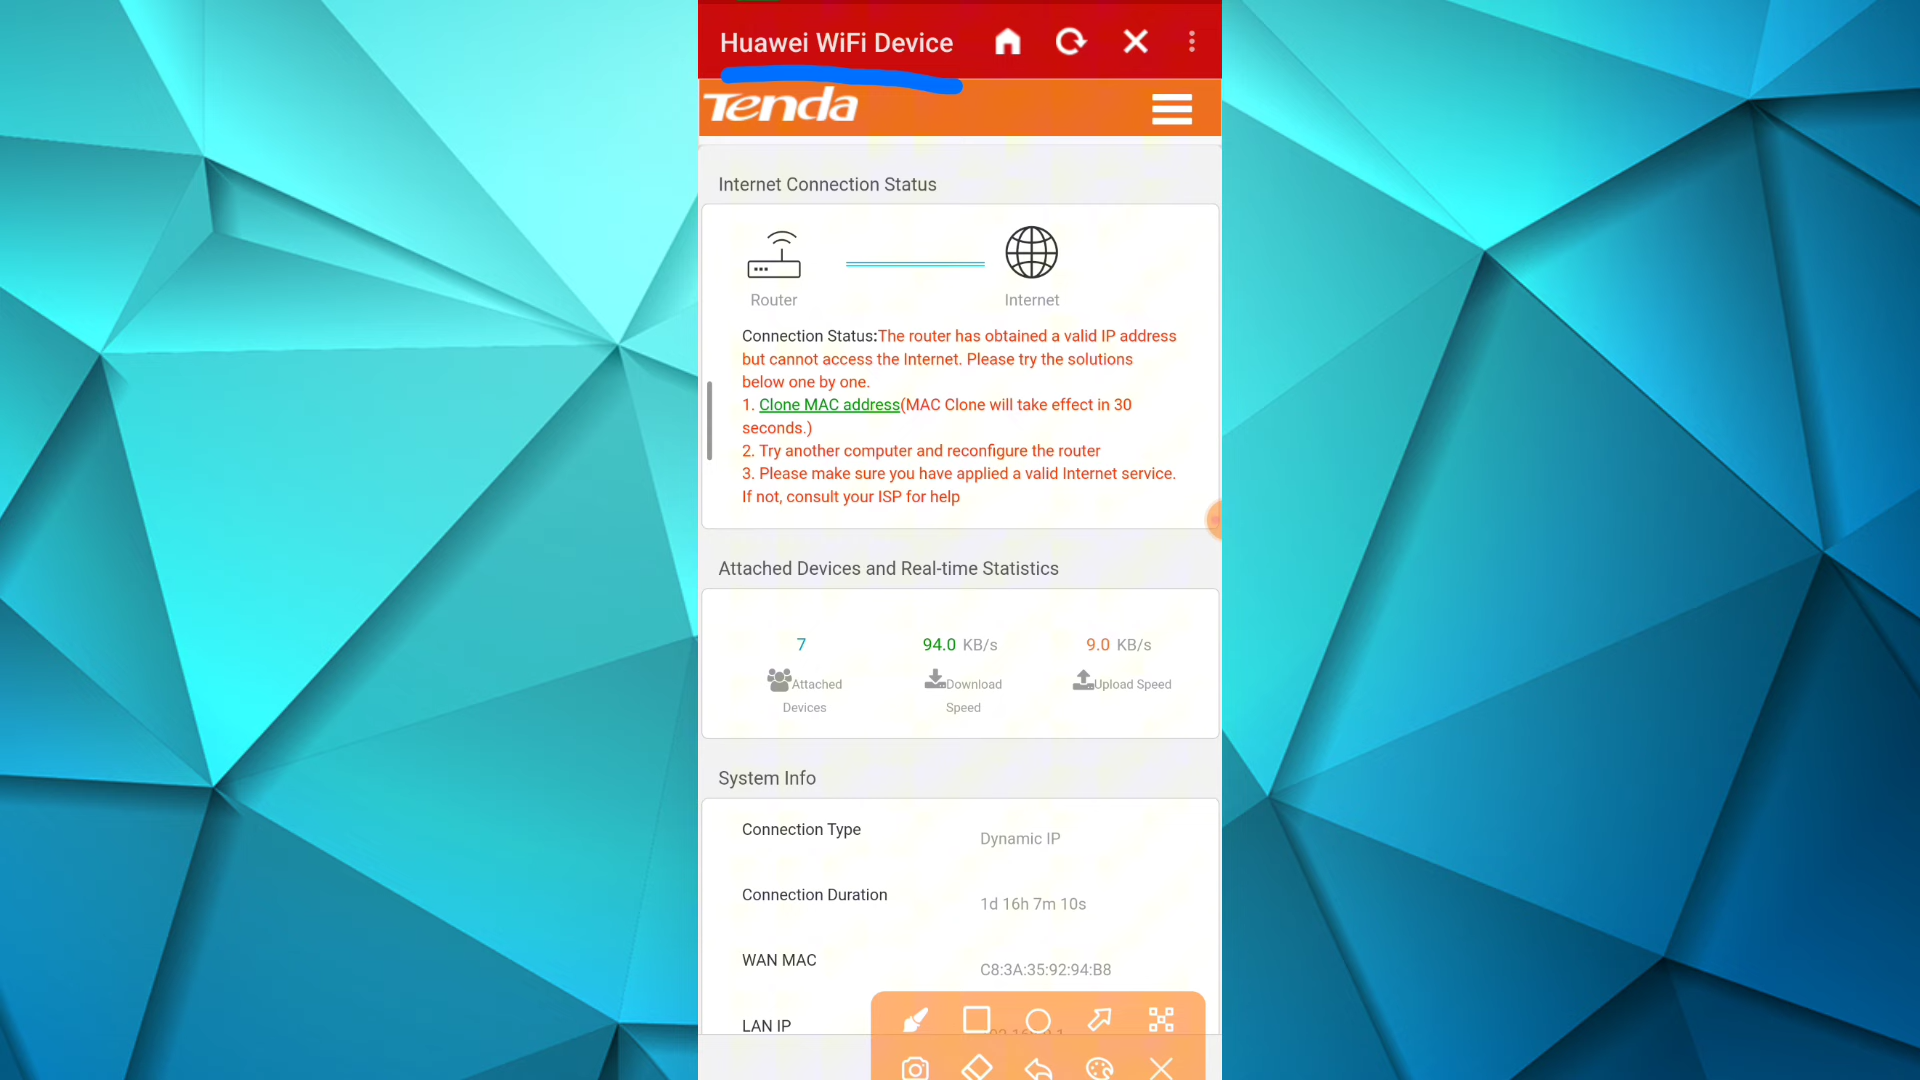 Huawei WiFi Device
Tenda
Internet Connection Status
Router
Internet
Connection Status:The router has obtained a valid IP address
but cannot access the Internet. Please try the solutions
below one by one.
1. Clone MAC address(MAC Clone will take effect in 30
seconds.)
2. Try another computer and reconfigure the router
3. Please make sure you have applied a valid Internet service.
If not, consult your ISP for help
Attached Devices and Real-time Statistics
7 94.0 KB/s 9.0 KB/s
Attached Download Upload Speed
Devices Speed
System Info
Connection Type Dynamic IP
Connection Duration 1d 16h 7m 10s
WAN MAC C8:3A:35:92:94:B8
LAN IP